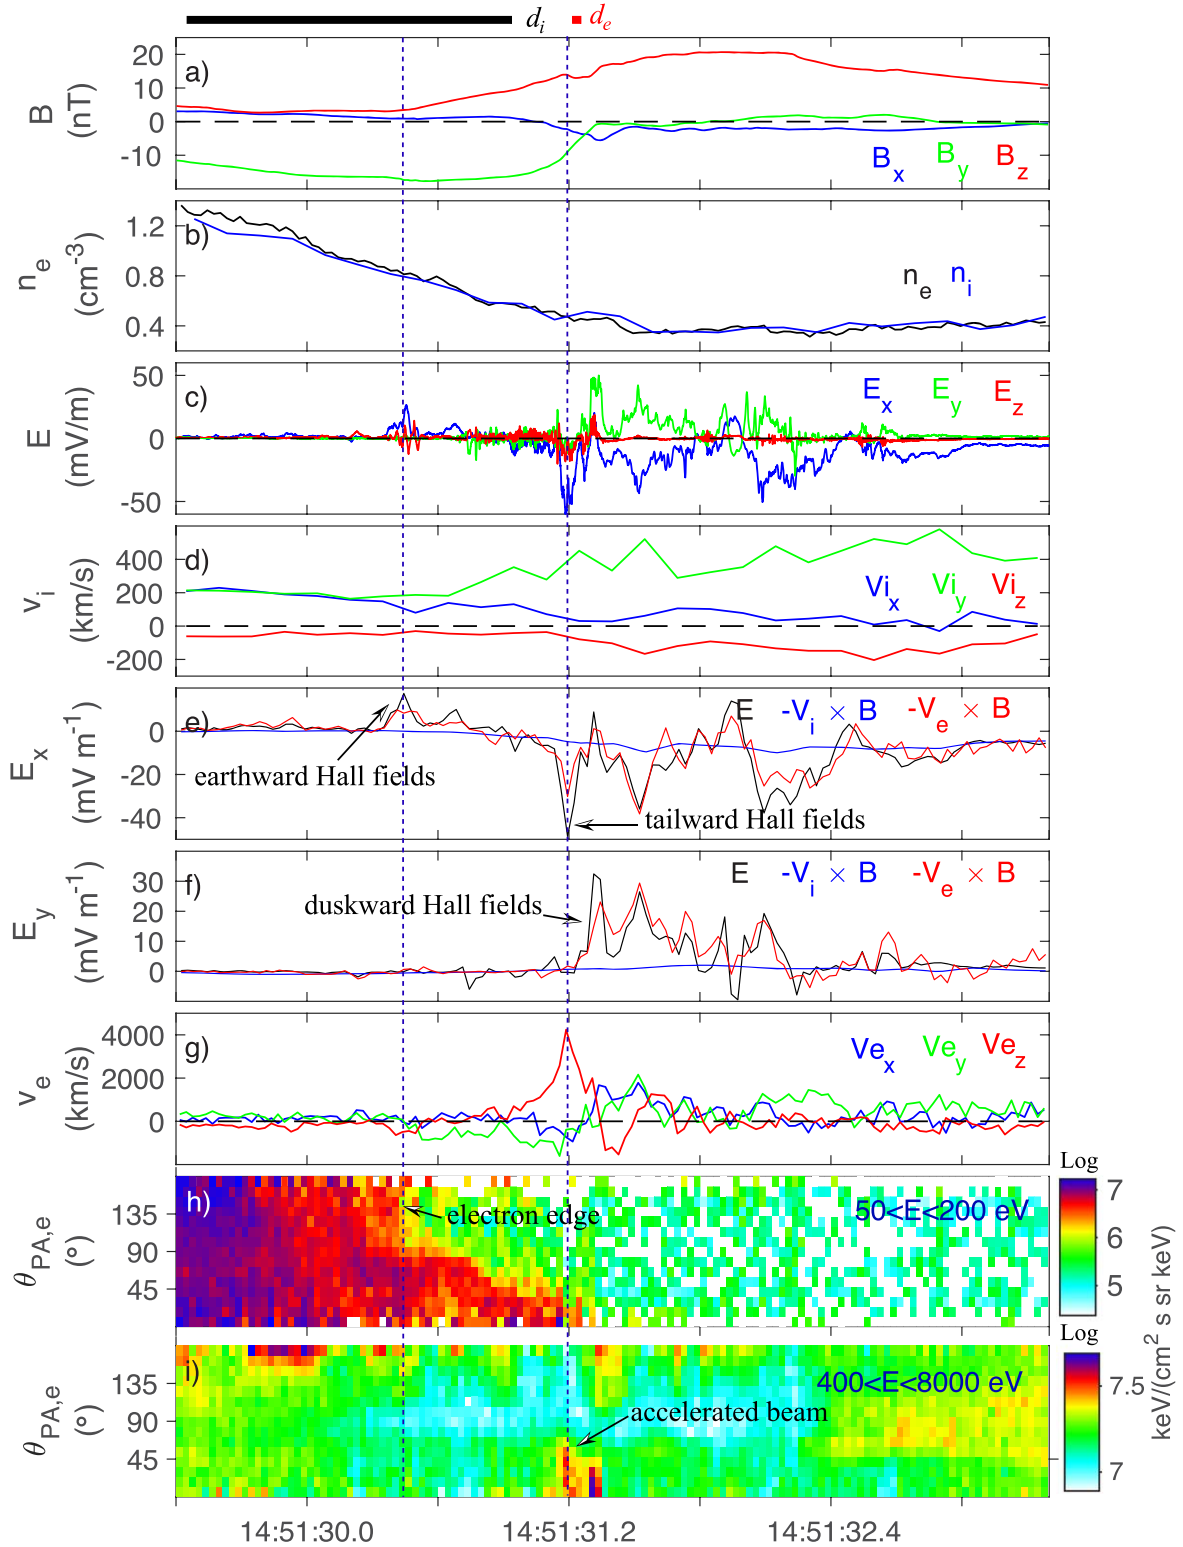 d_i d_e
a)
B (nT)
20
10
0
-10
B_x B_y B_z
b)
n_e (cm^-3)
1.2
0.8
0.4
n_e n_i
c)
E (mV/m)
50
0
-50
E_x E_y E_z
d)
v_i (km/s)
400
200
0
-200
Vi_x Vi_y Vi_z
e)
E_x (mV m^-1)
0
-20
-40
E -V_i × B -V_e × B
earthward Hall fields
tailward Hall fields
f)
E_y (mV m^-1)
30
20
10
0
E -V_i × B -V_e × B
duskward Hall fields
g)
v_e (km/s)
4000
2000
0
Ve_x Ve_y Ve_z
h)
θ_PA,e (°)
135
90
45
50<E<200 eV
electron edge
Log
7
6
5
i)
θ_PA,e (°)
135
90
45
400<E<8000 eV
accelerated beam
Log
7.5
7
keV/(cm^2 s sr keV)
14:51:30.0 14:51:31.2 14:51:32.4